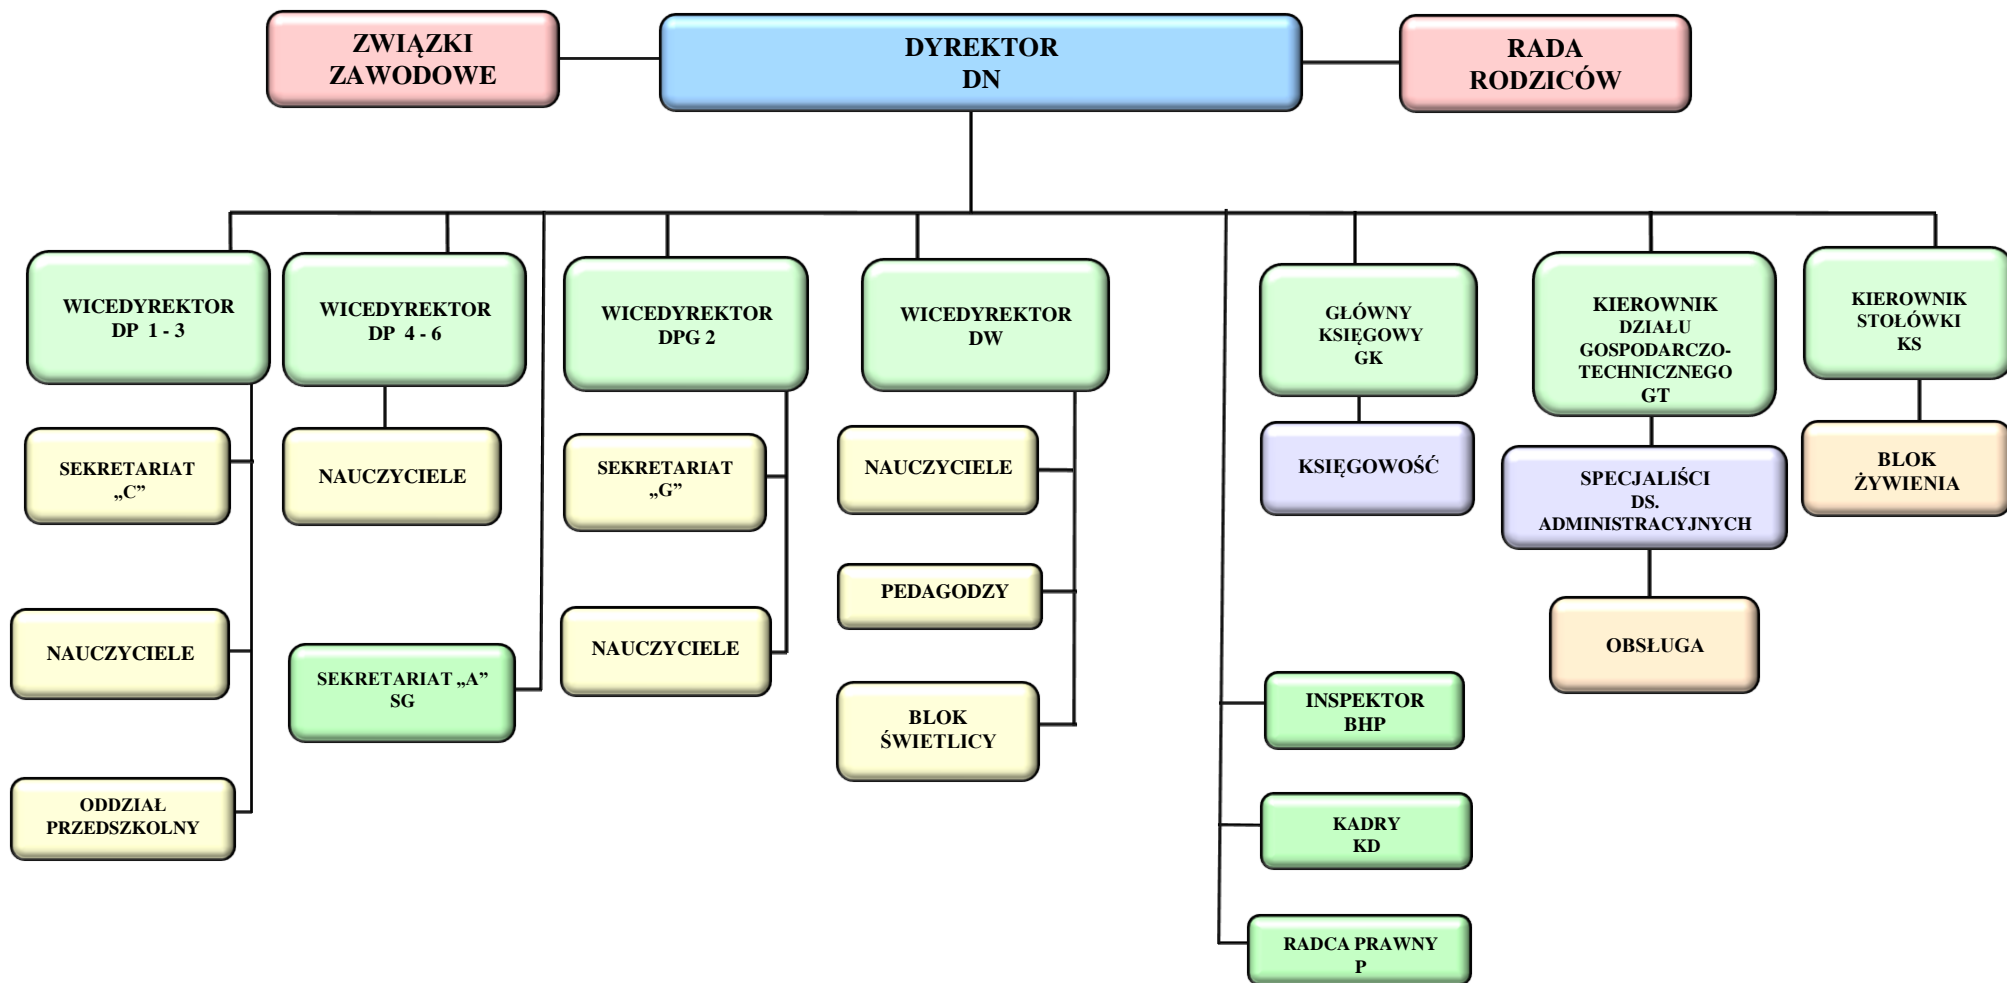 ZWIĄZKI
ZAWODOWE
DYREKTOR
DN
RADA
RODZICÓW
WICEDYREKTOR
DP 1 - 3
WICEDYREKTOR
DP 4 - 6
WICEDYREKTOR
DPG 2
WICEDYREKTOR
DW
GŁÓWNY
KSIĘGOWY
GK
KIEROWNIK
DZIAŁU
GOSPODARCZO-
TECHNICZNEGO
GT
KIEROWNIK
STOŁÓWKI
KS
SEKRETARIAT
„C”
NAUCZYCIELE
SEKRETARIAT
„G”
NAUCZYCIELE
KSIĘGOWOŚĆ
SPECJALIŚCI
DS.
ADMINISTRACYJNYCH
BLOK
ŻYWIENIA
PEDAGODZY
NAUCZYCIELE
SEKRETARIAT „A”
SG
NAUCZYCIELE
OBSŁUGA
BLOK
ŚWIETLICY
INSPEKTOR
BHP
ODDZIAŁ
PRZEDSZKOLNY
KADRY
KD
RADCA PRAWNY
P